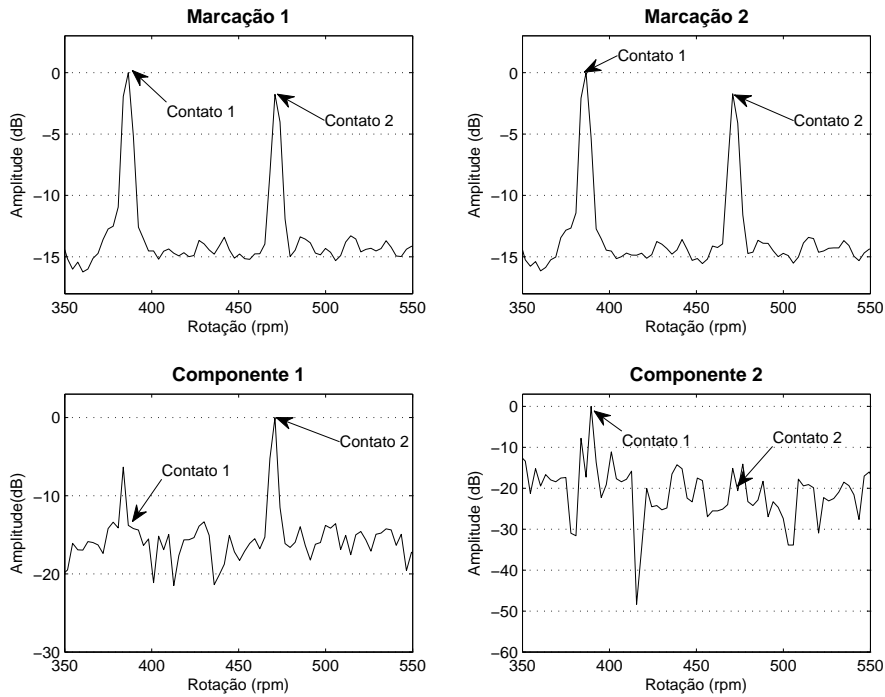 Marcação 1
0
−5
−10
−15
Amplitude (dB)
Contato 1
Contato 2
350
400
450
500
550
Rotação (rpm)
Marcação 2
0
−5
−10
−15
Amplitude (dB)
Contato 1
Contato 2
350
400
450
500
550
Rotação (rpm)
Componente 1
0
−10
−20
−30
Amplitude(dB)
Contato 1
Contato 2
350
400
450
500
550
Rotação (rpm)
Componente 2
0
−10
−20
−30
−40
−50
−60
Amplitude (dB)
Contato 1
Contato 2
350
400
450
500
550
Rotação (rpm)